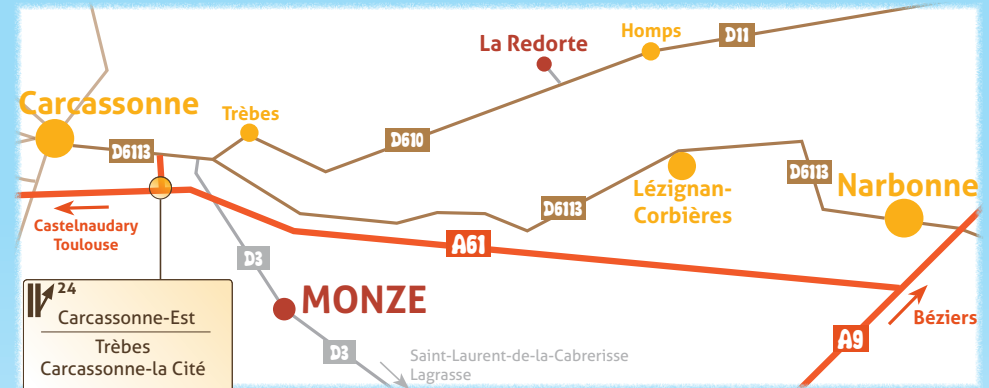 Homps
D11
La Redorte
Carcassonne
Trèbes
D610
D6113
D6113
Lézignan-
Corbières
D6113
Narbonne
Castelnaudary
Toulouse
A61
D3
24
Carcassonne-Est
Trèbes
Carcassonne-la Cité
MONZE
Béziers
A9
D3
Saint-Laurent-de-la-Cabrerisse
Lagrasse